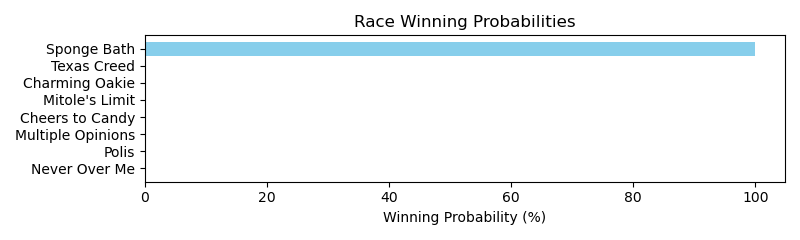 Race Winning Probabilities
Sponge Bath
Texas Creed
Charming Oakie
Mitole's Limit
Cheers to Candy
Multiple Opinions
Polis
Never Over Me
0 20 40 60 80 100
Winning Probability (%)